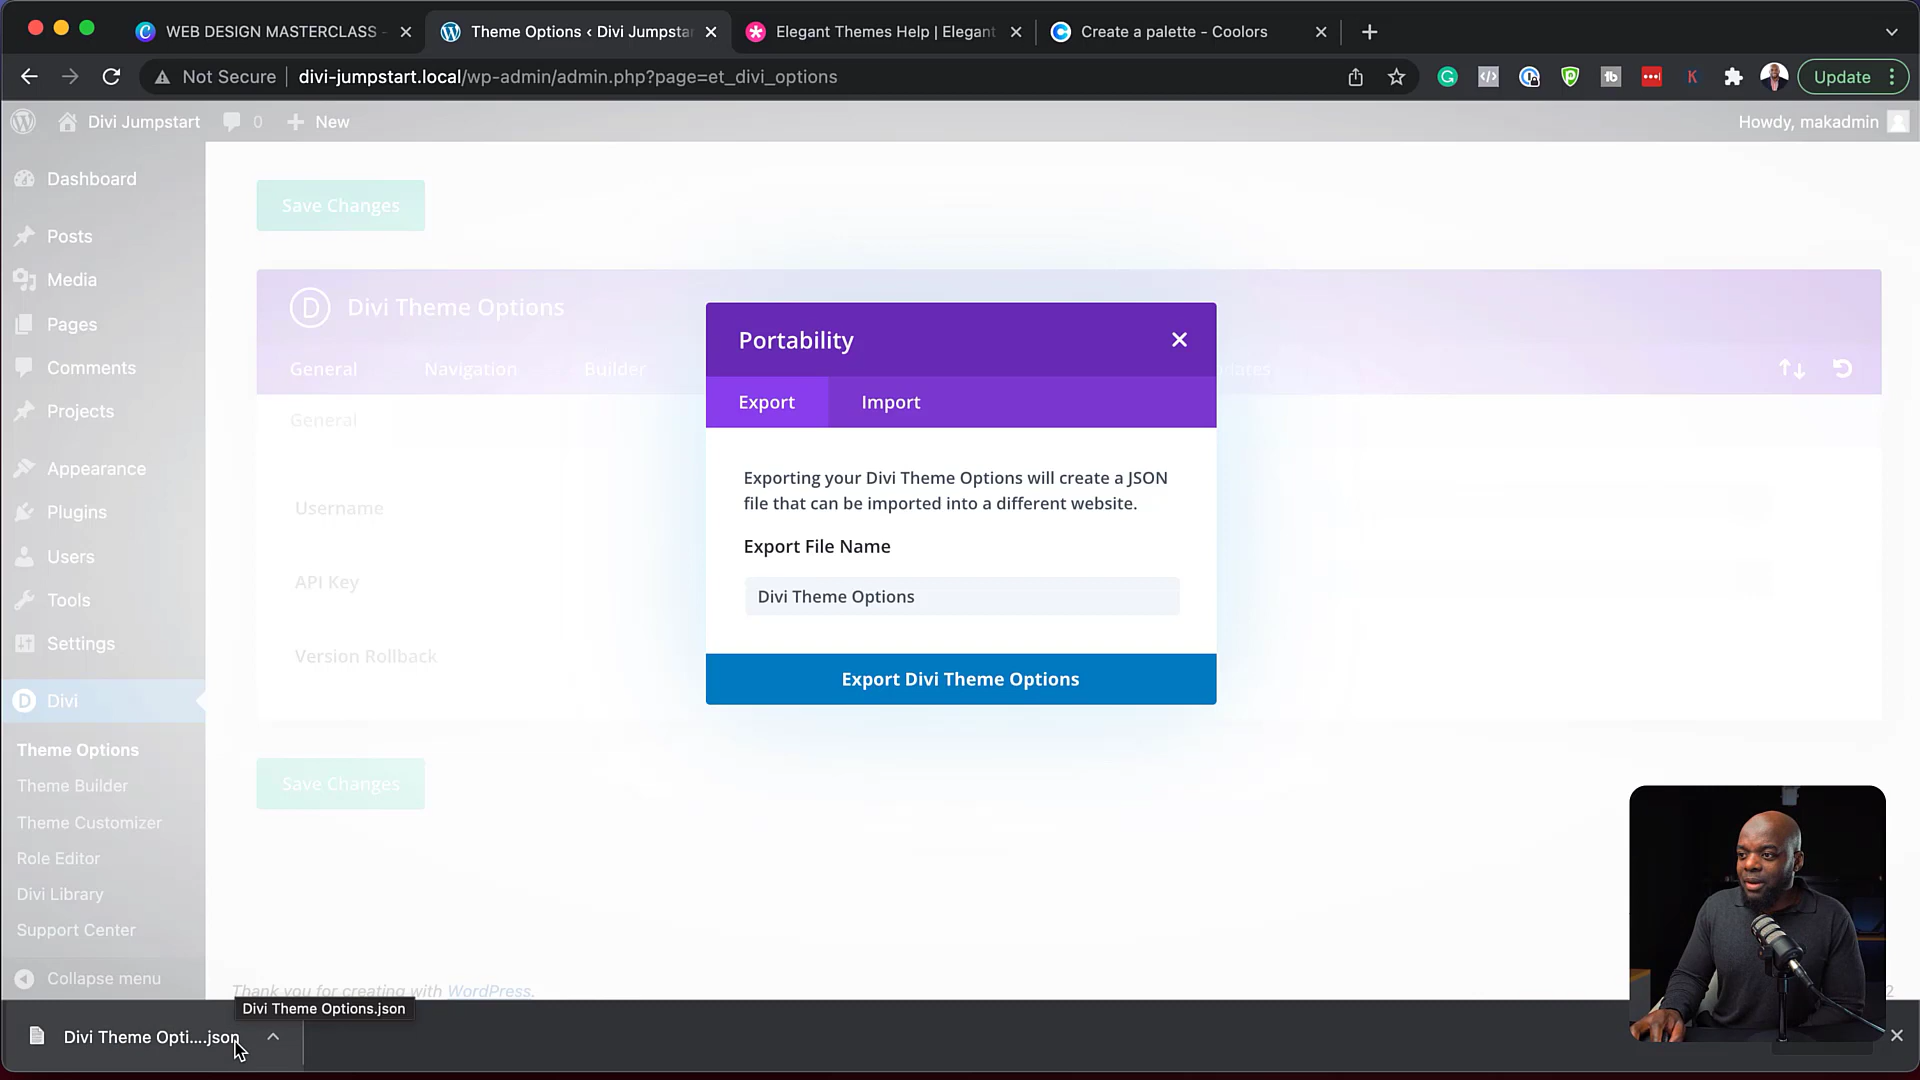 WEB DESIGN MASTERCLASS -
Theme Options ‹ Divi Jumpstar
Elegant Themes Help | Elegant
Create a palette - Coolors
Not Secure
divi-jumpstart.local/wp-admin/admin.php?page=et_divi_options
Update
Divi Jumpstart
0
New
Howdy, makadmin
Dashboard
Posts
Media
Pages
Comments
Projects
Appearance
Plugins
Users
Tools
Settings
Divi
Theme Options
Theme Builder
Theme Customizer
Role Editor
Divi Library
Support Center
Collapse menu
Save Changes
Divi Theme Options
General
Navigation
Builder
General
Username
API Key
Version Rollback
Save Changes
Portability
Export
Import
Exporting your Divi Theme Options will create a JSON
file that can be imported into a different website.
Export File Name
Divi Theme Options
Export Divi Theme Options
Thank you for creating with WordPress.
Divi Theme Options.json
Divi Theme Opti....json